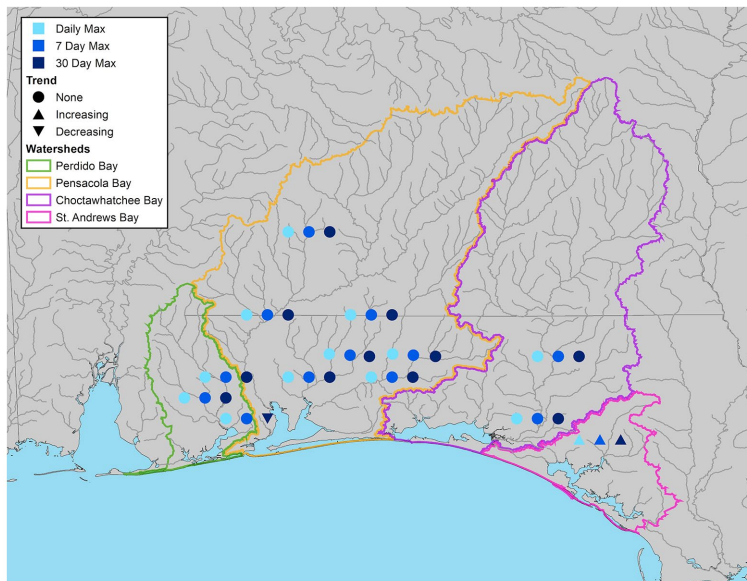 Daily Max
7 Day Max
30 Day Max
Trend
None
Increasing
Decreasing
Watersheds
Perdido Bay
Pensacola Bay
Choctawhatchee Bay
St. Andrews Bay